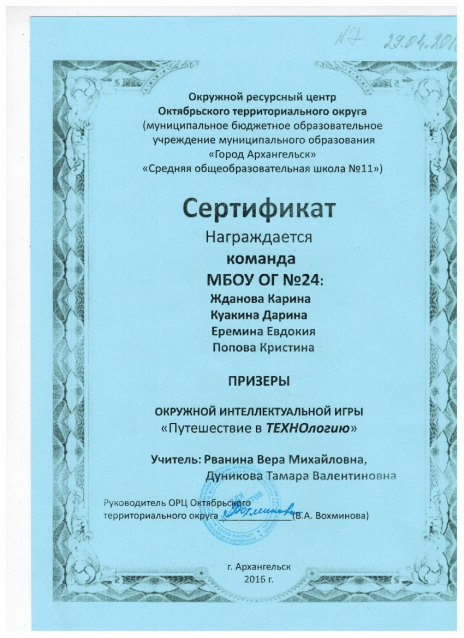 №7 29.04.201
Окружной ресурсный центр
Октябрьского территориального округа
(муниципальное бюджетное образовательное
учреждение муниципального образования
«Город Архангельск»
«Средняя общеобразовательная школа №11»)
Сертификат
Награждается
команда
МБОУ ОГ №24:
Жданова Карина
Куакина Дарина
Еремина Евдокия
Попова Кристина
ПРИЗЕРЫ
ОКРУЖНОЙ ИНТЕЛЛЕКТУАЛЬНОЙ ИГРЫ
«Путешествие в ТЕХНОлогию»
Учитель: Рванина Вера Михайловна,
Дуникова Тамара Валентиновна
Руководитель ОРЦ Октябрьского
территориального округа (В.А. Вохминова)
г. Архангельск
2016 г.